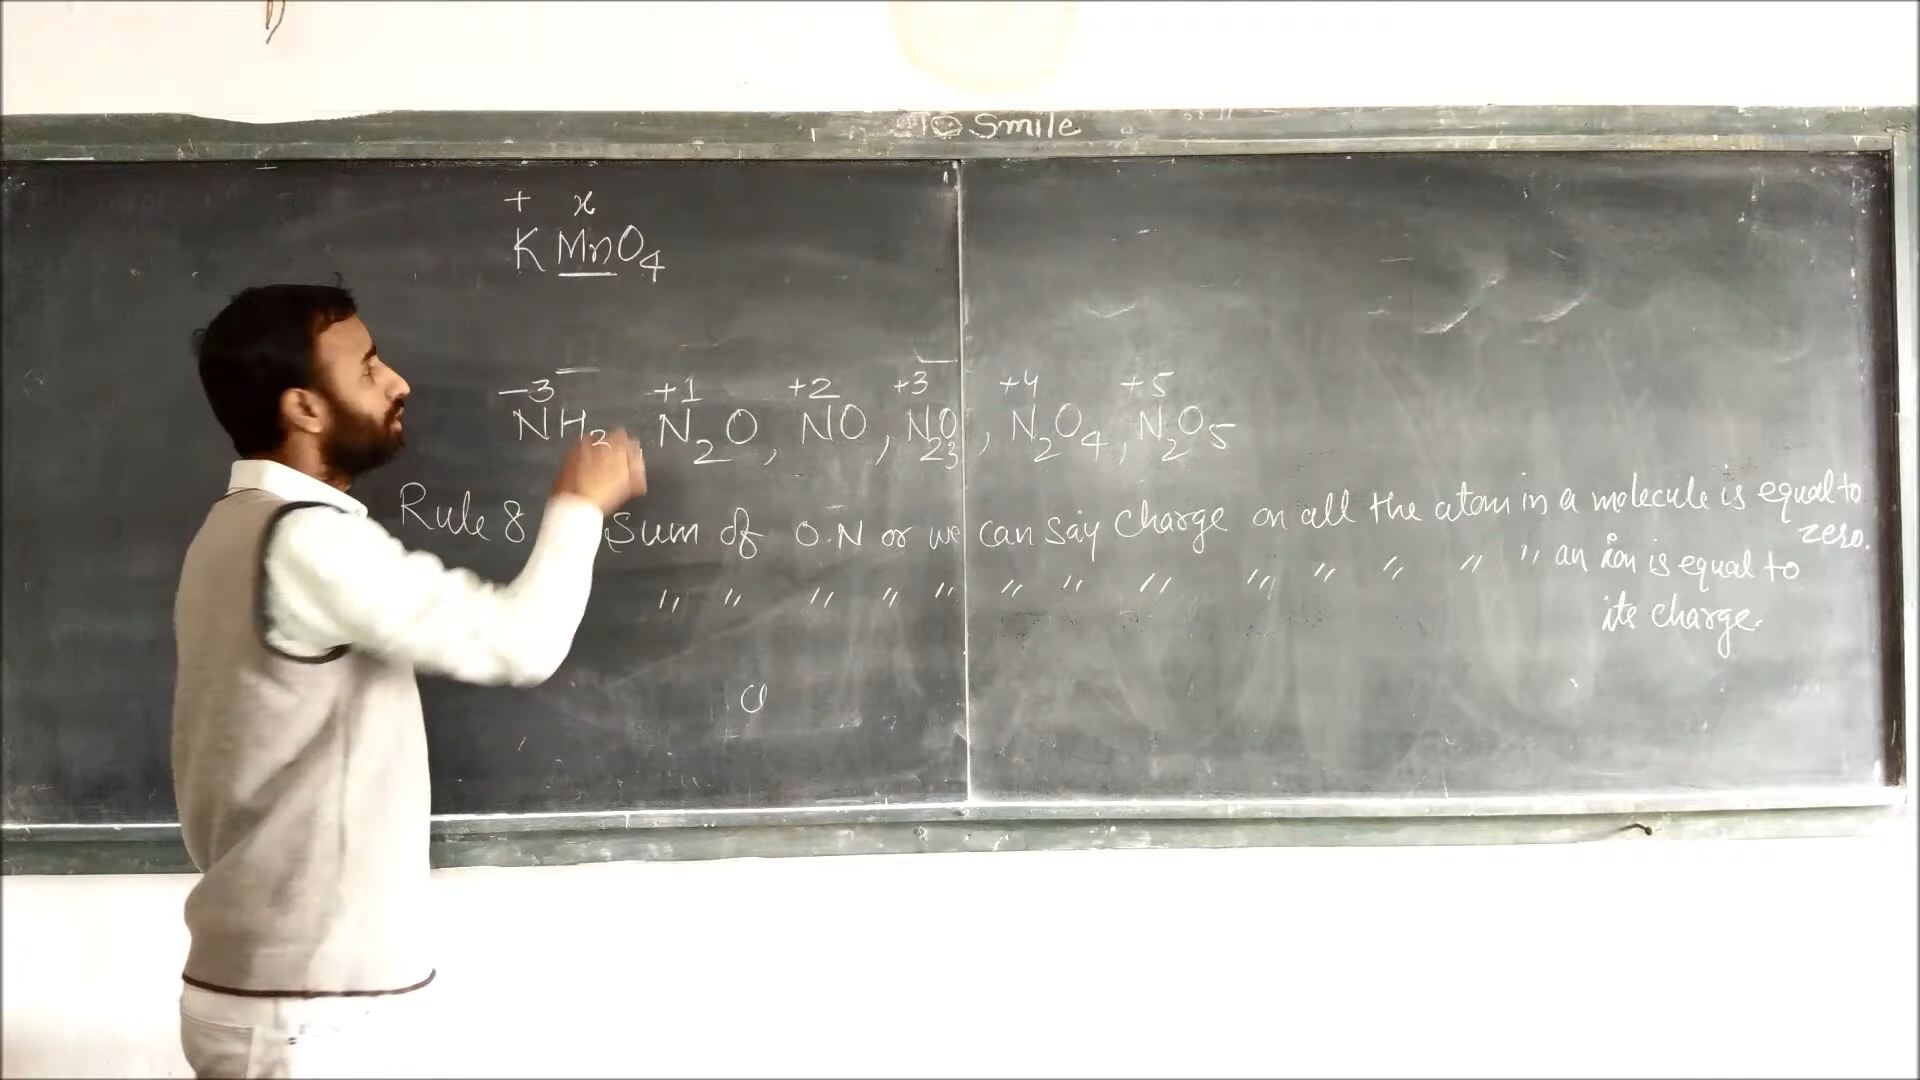 Smile
+ x
KMnO4
-3 +1 +2 +3 +4 +5
NH2, N2O, NO, N2O3, N2O4, N2O5
Rule 8 Sum of O.N or we can say charge on all the atom in a molecule is equal to
zero.
" " " " " " " " " " " " " an ion is equal to
its charge.